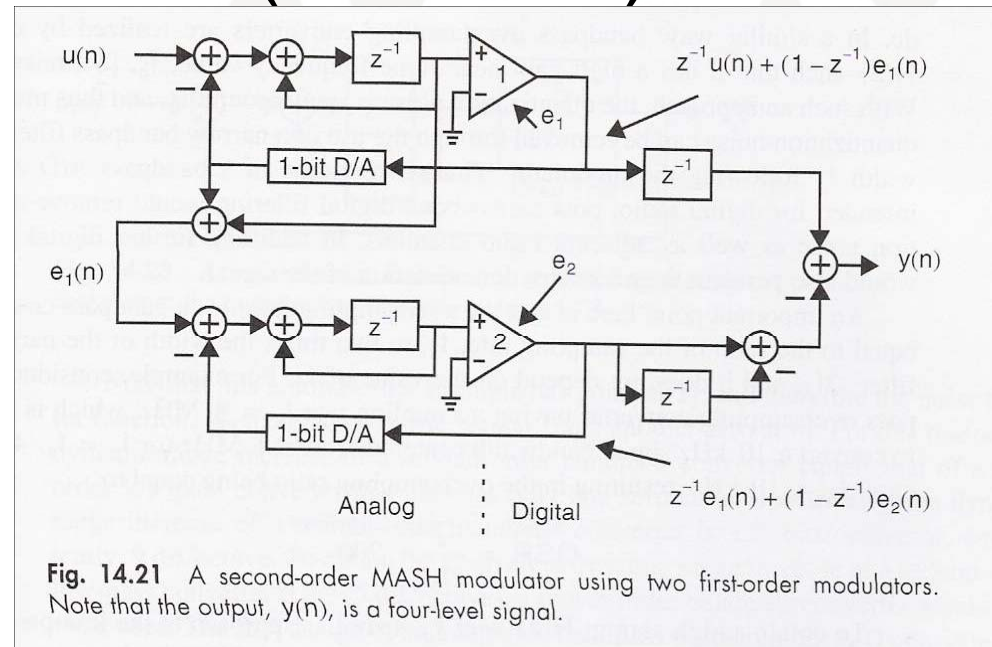 u(n)
z⁻¹
z⁻¹ u(n) + (1 – z⁻¹)e₁(n)
e₁
1-bit D/A
z⁻¹
e₁(n)
e₂
y(n)
z⁻¹
2
z⁻¹
1-bit D/A
z⁻¹e₁(n) + (1 – z⁻¹)e₂(n)
Analog
Digital
Fig. 14.21 A second-order MASH modulator using two first-order modulators.
Note that the output, y(n), is a four-level signal.